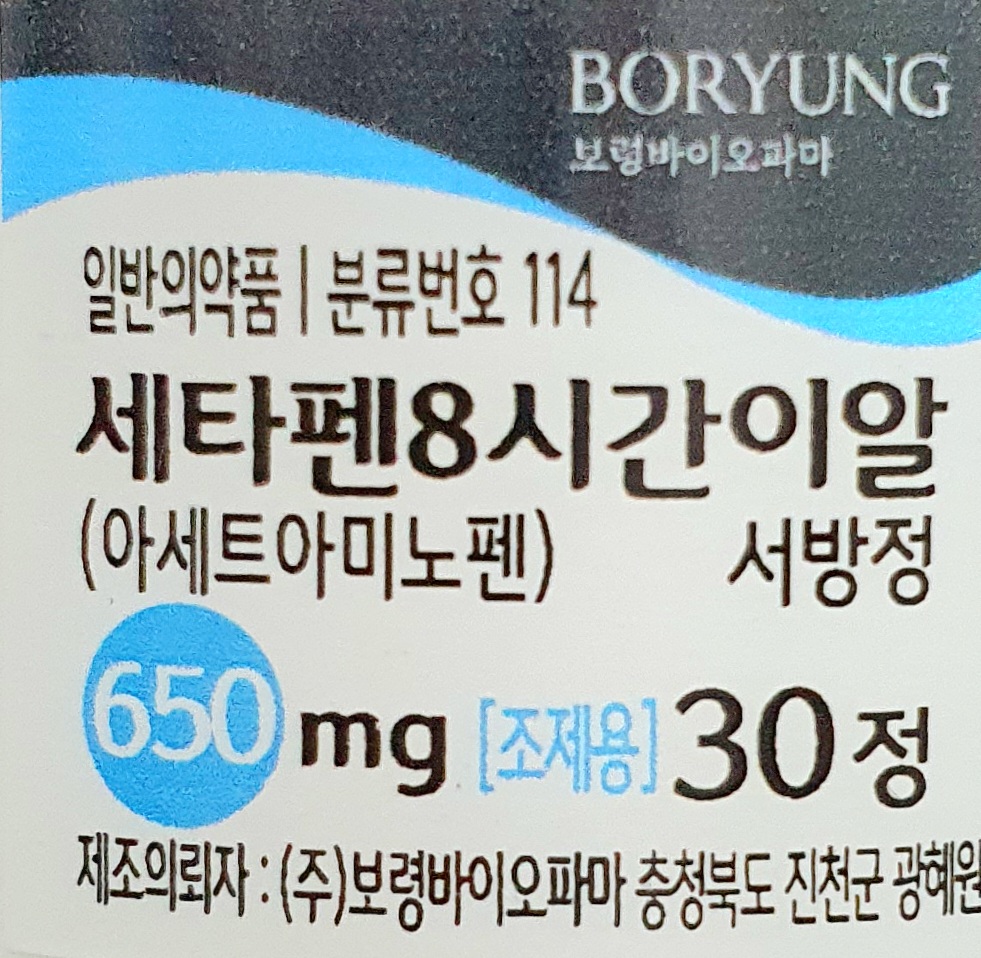 BORYUNG
보령바이오파마
일반의약품 | 분류번호 114
세타펜8시간이알
(아세트아미노펜) 서방정
650 mg [조제용] 30 정
제조의뢰자 : (주)보령바이오파마 충청북도 진천군 광혜원